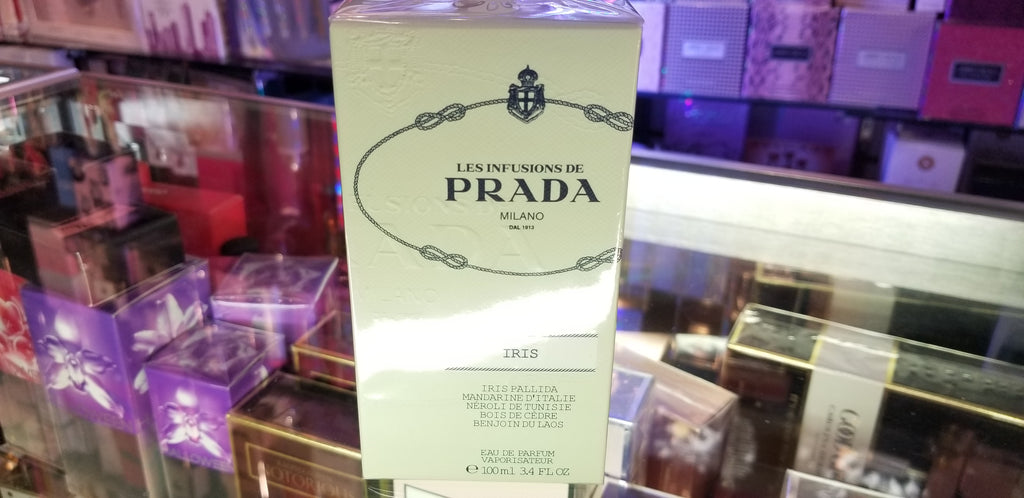 LES INFUSIONS DE
PRADA
MILANO
DAL 1913
IRIS
IRIS PALLIDA
MANDARINE D'ITALIE
NÉROLI DE TUNISIE
BOIS DE CÈDRE
BENJOIN DU LAOS
EAU DE PARFUM
VAPORISATEUR
℮ 100 ml 3.4 FL OZ